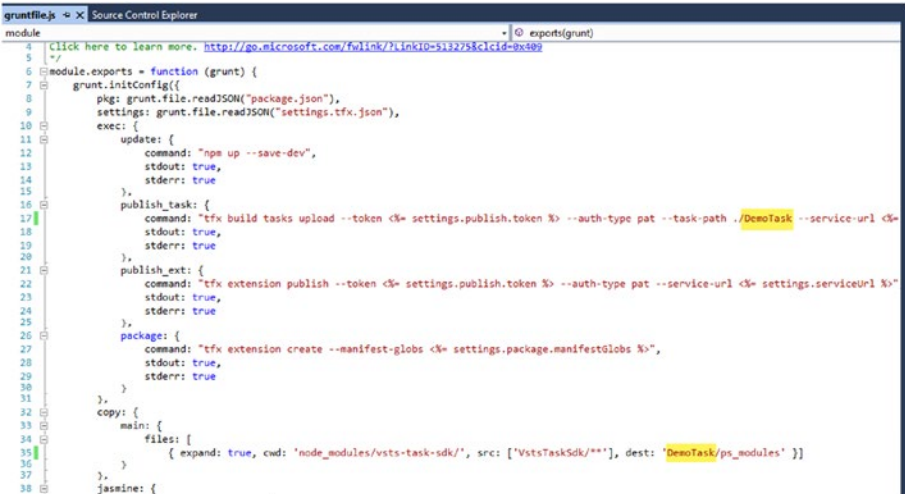 gruntfile.js Source Control Explorer
module exports(grunt)
4 Click here to learn more. http://go.microsoft.com/fwlink/?LinkID=513275&clcid=0x409
5 */
6 module.exports = function (grunt) {
7 grunt.initConfig({
8 pkg: grunt.file.readJSON("package.json"),
9 settings: grunt.file.readJSON("settings.tfx.json"),
10 exec: {
11 update: {
12 command: "npm up --save-dev",
13 stdout: true,
14 stderr: true
15 },
16 publish_task: {
17 command: "tfx build tasks upload --token <%= settings.publish.token %> --auth-type pat --task-path ./DemoTask --service-url <%=
18 stdout: true,
19 stderr: true
20 },
21 publish_ext: {
22 command: "tfx extension publish --token <%= settings.publish.token %> --auth-type pat --service-url <%= settings.serviceUrl %>"
23 stdout: true,
24 stderr: true
25 },
26 package: {
27 command: "tfx extension create --manifest-globs <%= settings.package.manifestGlobs %>",
28 stdout: true,
29 stderr: true
30 }
31 },
32 copy: {
33 main: {
34 files: [
35 { expand: true, cwd: 'node_modules/vsts-task-sdk/', src: ['VstsTaskSdk/**'], dest: 'DemoTask/ps_modules' }]
36 }
37 },
38 jasmine: {